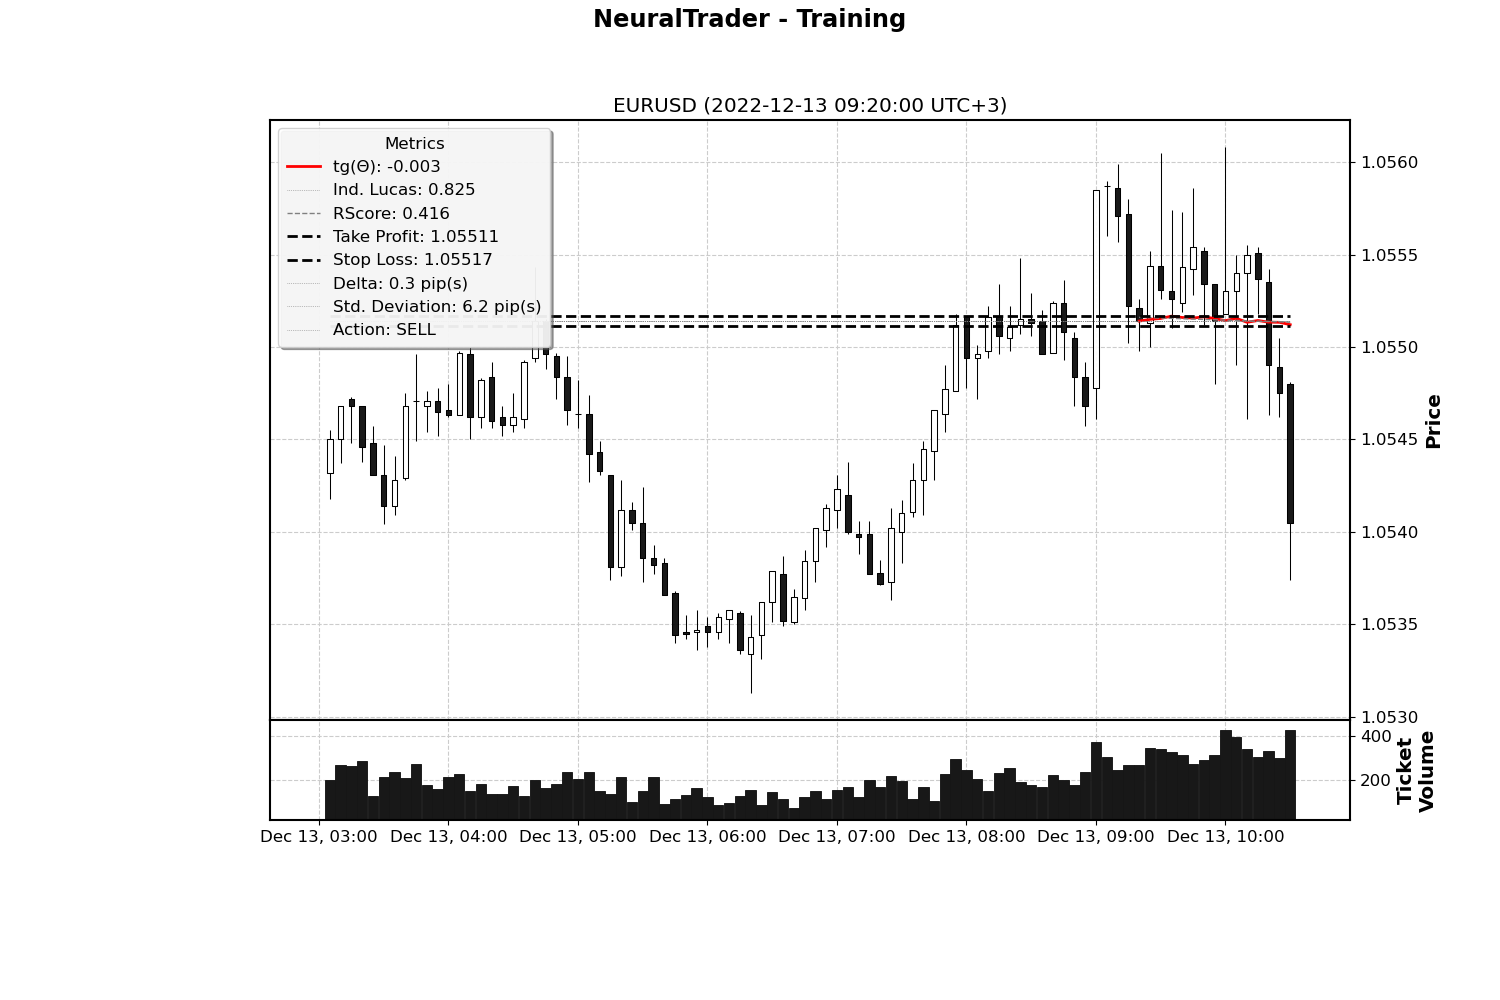 NeuralTrader - Training
EURUSD (2022-12-13 09:20:00 UTC+3)
Metrics
tg(Θ): -0.003
Ind. Lucas: 0.825
RScore: 0.416
Take Profit: 1.05511
Stop Loss: 1.05517
Delta: 0.3 pip(s)
Std. Deviation: 6.2 pip(s)
Action: SELL
1.0560
1.0555
1.0550
1.0545
1.0540
1.0535
1.0530
Price
400
200
Ticket
Volume
Dec 13, 03:00
Dec 13, 04:00
Dec 13, 05:00
Dec 13, 06:00
Dec 13, 07:00
Dec 13, 08:00
Dec 13, 09:00
Dec 13, 10:00